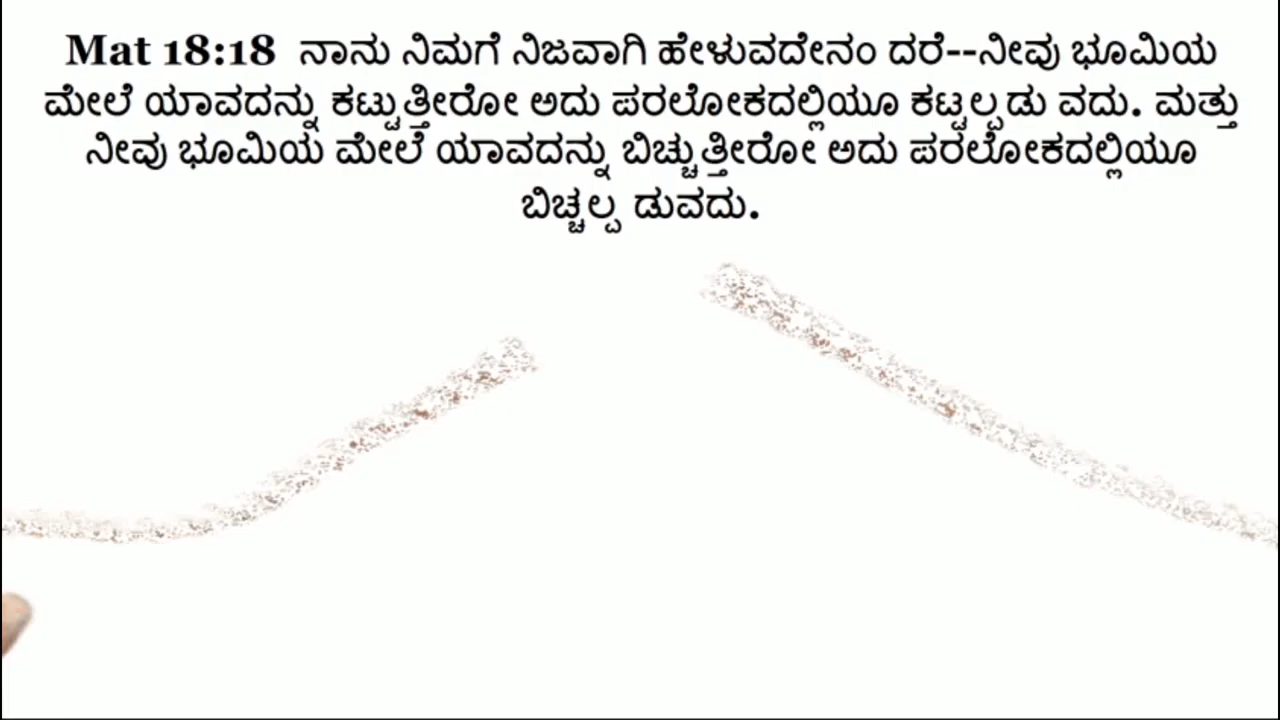 Mat 18:18 ನಾನು ನಿಮಗೆ ನಿಜವಾಗಿ ಹೇಳುವದೇನಂ ದರೆ--ನೀವು ಭೂಮಿಯ
ಮೇಲೆ ಯಾವದನ್ನು ಕಟ್ಟುತ್ತೀರೋ ಅದು ಪರಲೋಕದಲ್ಲಿಯೂ ಕಟ್ಟಲ್ಪಡು ವದು. ಮತ್ತು
ನೀವು ಭೂಮಿಯ ಮೇಲೆ ಯಾವದನ್ನು ಬಿಚ್ಚುತ್ತೀರೋ ಅದು ಪರಲೋಕದಲ್ಲಿಯೂ
ಬಿಚ್ಚಲ್ಪ ಡುವದು.